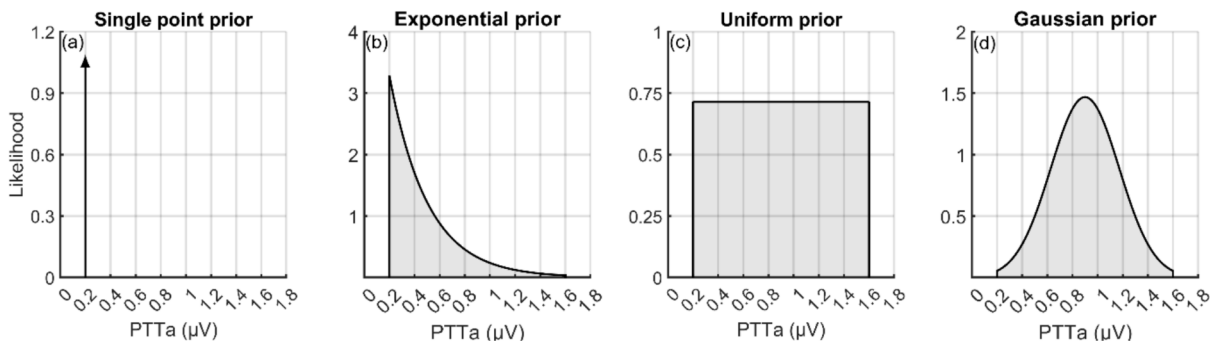 Single point prior
Exponential prior
Uniform prior
Gaussian prior
(a)
1.2
0.9
0.6
0.3
0
Likelihood
0 0.2 0.4 0.6 0.8 1 1.2 1.4 1.6 1.8
PTTa (µV)
(b)
4
3
2
1
0 0.2 0.4 0.6 0.8 1 1.2 1.4 1.6 1.8
PTTa (µV)
(c)
1
0.75
0.5
0.25
0
0 0.2 0.4 0.6 0.8 1 1.2 1.4 1.6 1.8
PTTa (µV)
(d)
2
1.5
1
0.5
0 0.2 0.4 0.6 0.8 1 1.2 1.4 1.6 1.8
PTTa (µV)